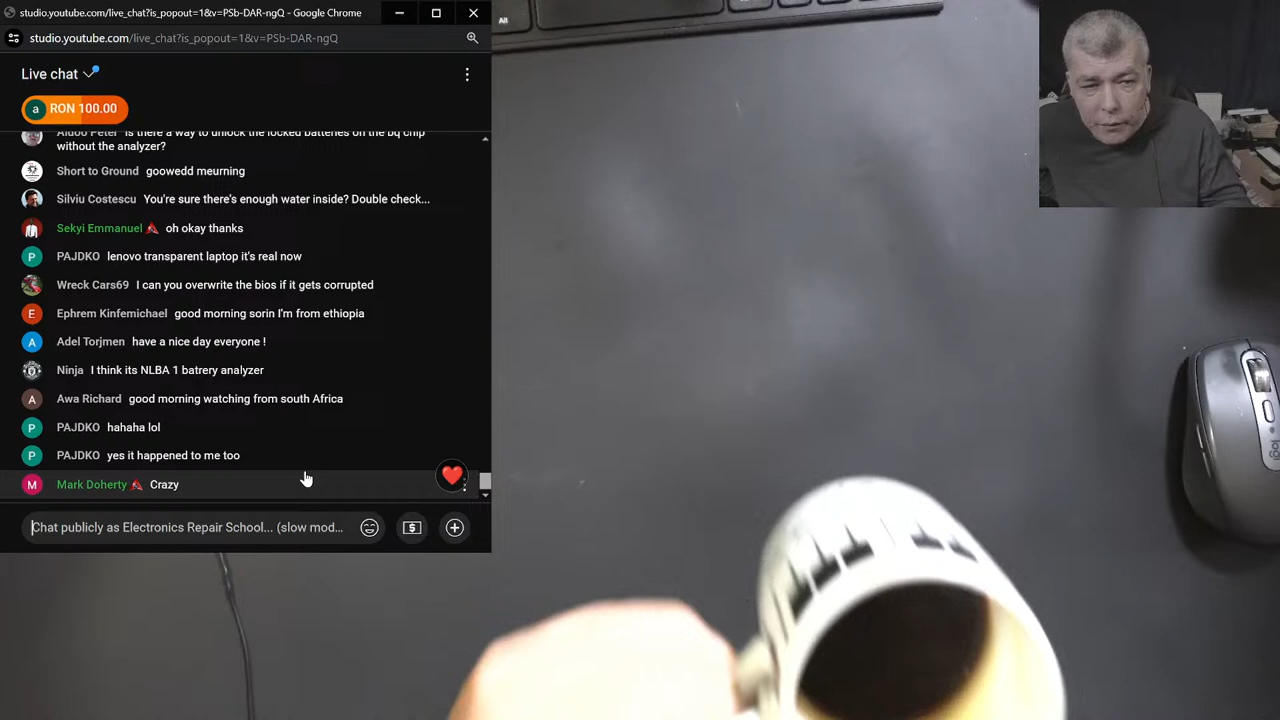 studio.youtube.com/live_chat?is_popout=1&v=PSb-DAR-ngQ - Google Chrome
studio.youtube.com/live_chat?is_popout=1&v=PSb-DAR-ngQ
Live chat
a RON 100.00
Aidoo Peter Is there a way to unlock the locked batteries on the bq chip
without the analyzer?
Short to Ground goowedd meurning
Silviu Costescu You're sure there's enough water inside? Double check...
Sekyi Emmanuel oh okay thanks
P PAJDKO lenovo transparent laptop it's real now
Wreck Cars69 I can you overwrite the bios if it gets corrupted
E Ephrem Kinfemichael good morning sorin I'm from ethiopia
A Adel Torjmen have a nice day everyone !
Ninja I think its NLBA 1 batrery analyzer
A Awa Richard good morning watching from south Africa
P PAJDKO hahaha lol
P PAJDKO yes it happened to me too
M Mark Doherty Crazy
Chat publicly as Electronics Repair School... (slow mod...
Alt
logi